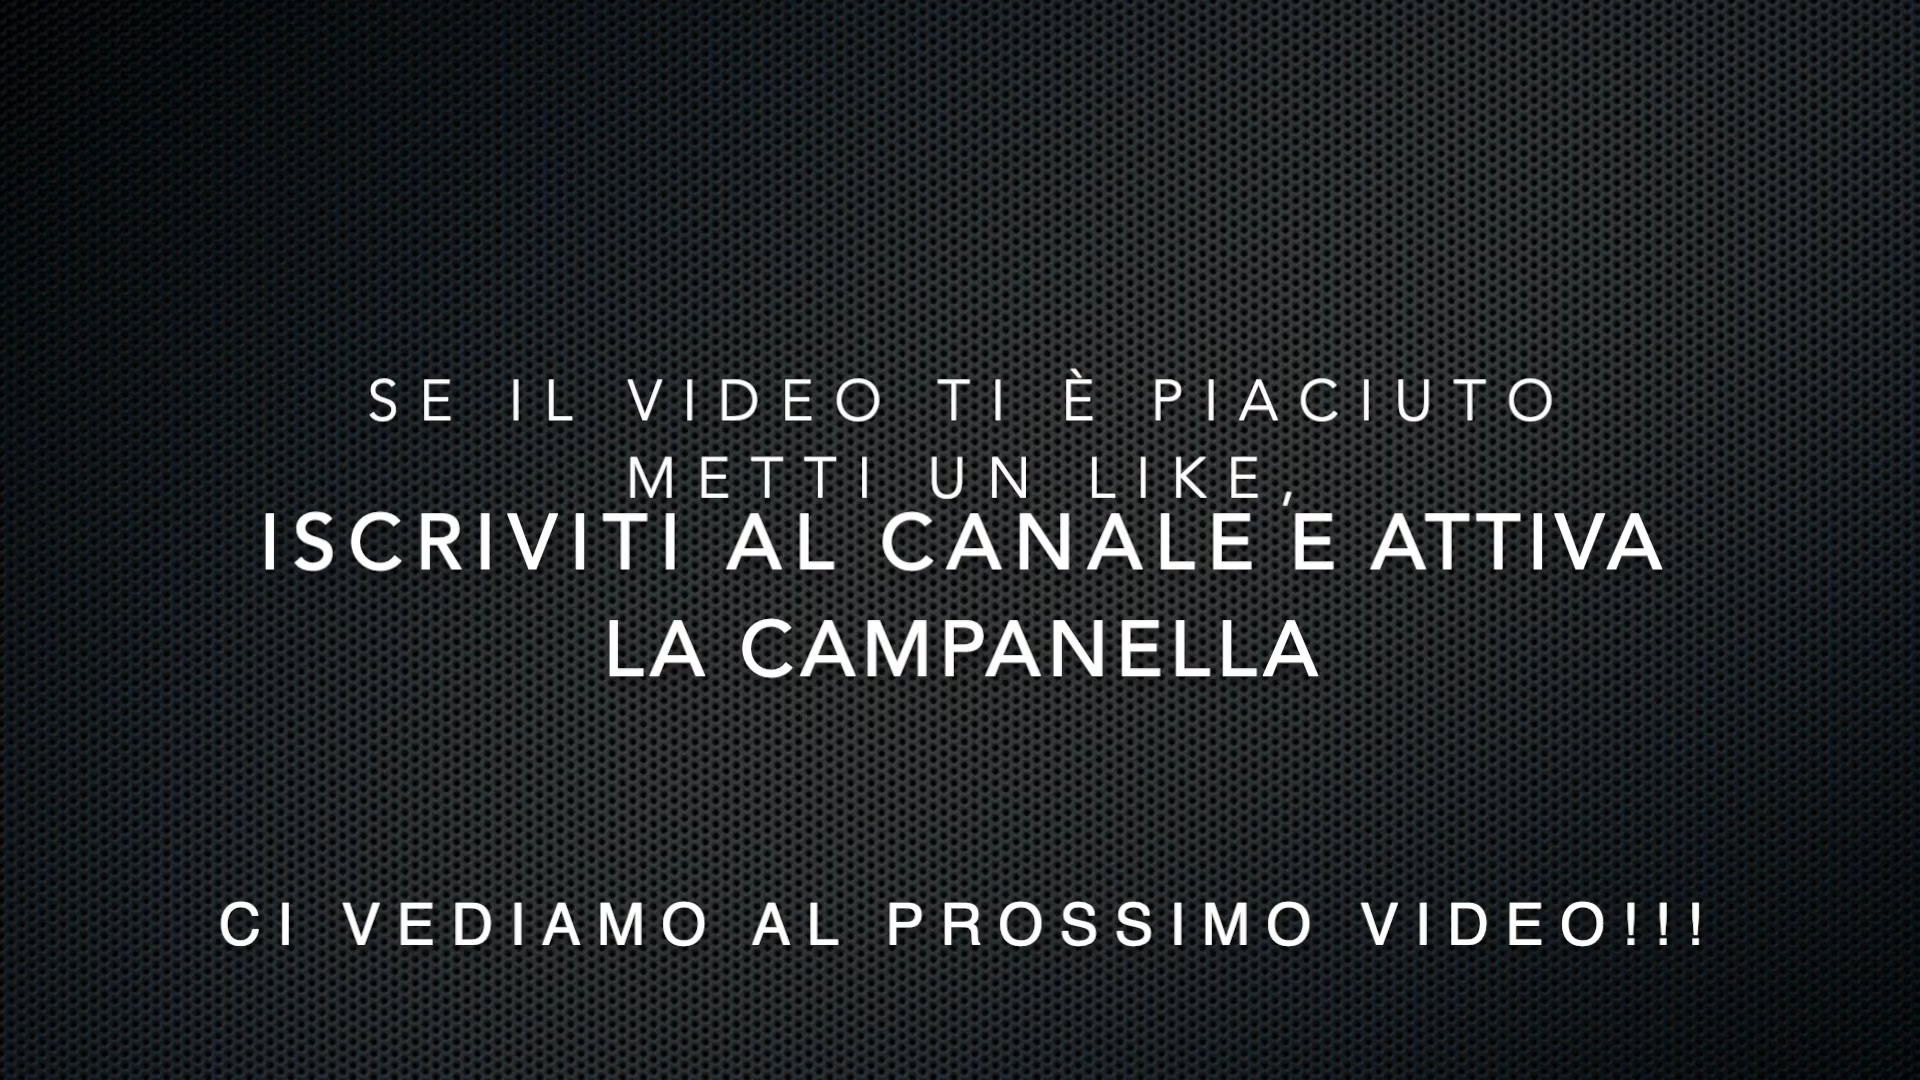 SE IL VIDEO TI È PIACIUTO
METTI UN LIKE,
ISCRIVITI AL CANALE E ATTIVA
LA CAMPANELLA
CI VEDIAMO AL PROSSIMO VIDEO!!!